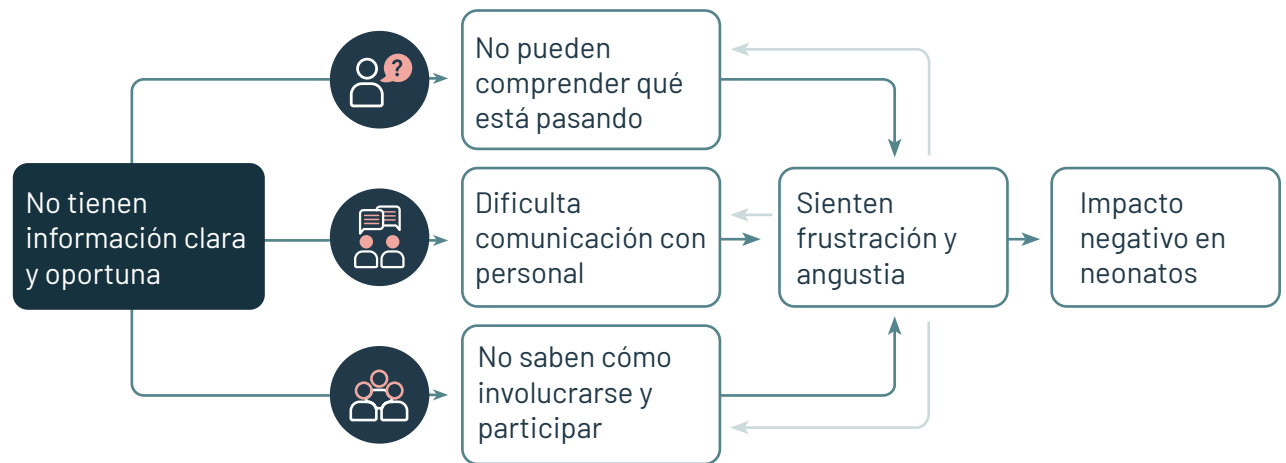 No pueden
comprender qué
está pasando
?
No tienen
información clara
y oportuna
Dificulta
comunicación con
personal
Sienten
frustración y
angustia
Impacto
negativo en
neonatos
No saben cómo
involucrarse y
participar